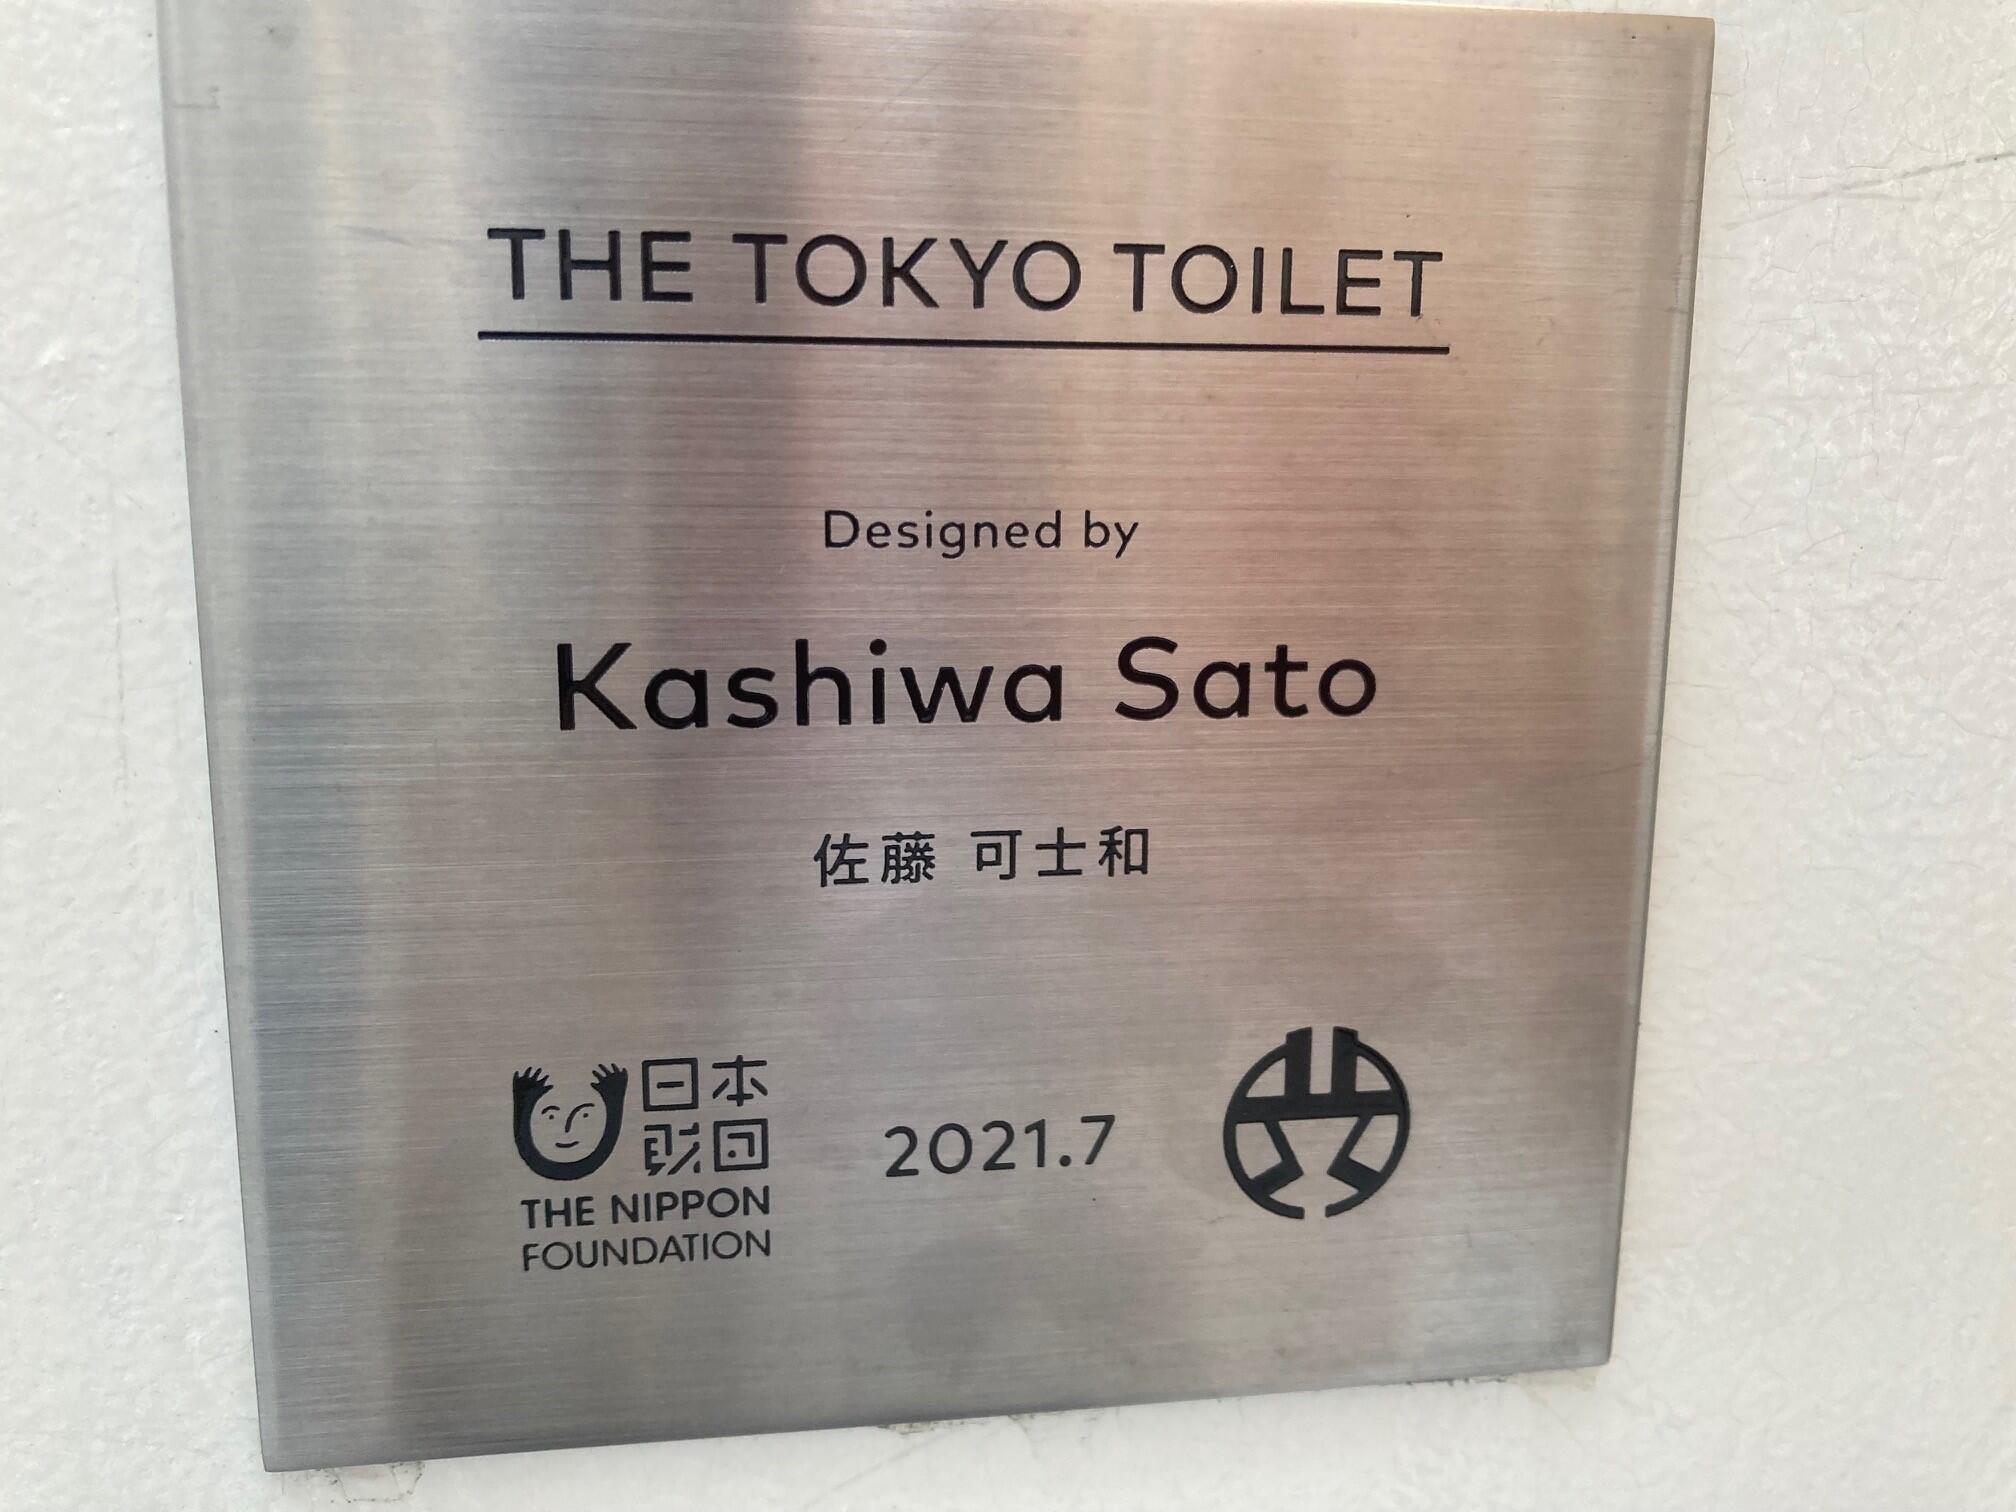 THE TOKYO TOILET
Designed by
Kashiwa Sato
佐藤 可士和
日本
財団
THE NIPPON
FOUNDATION
2021.7